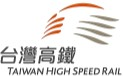 台灣高鐵
TAIWAN HIGH SPEED RAIL